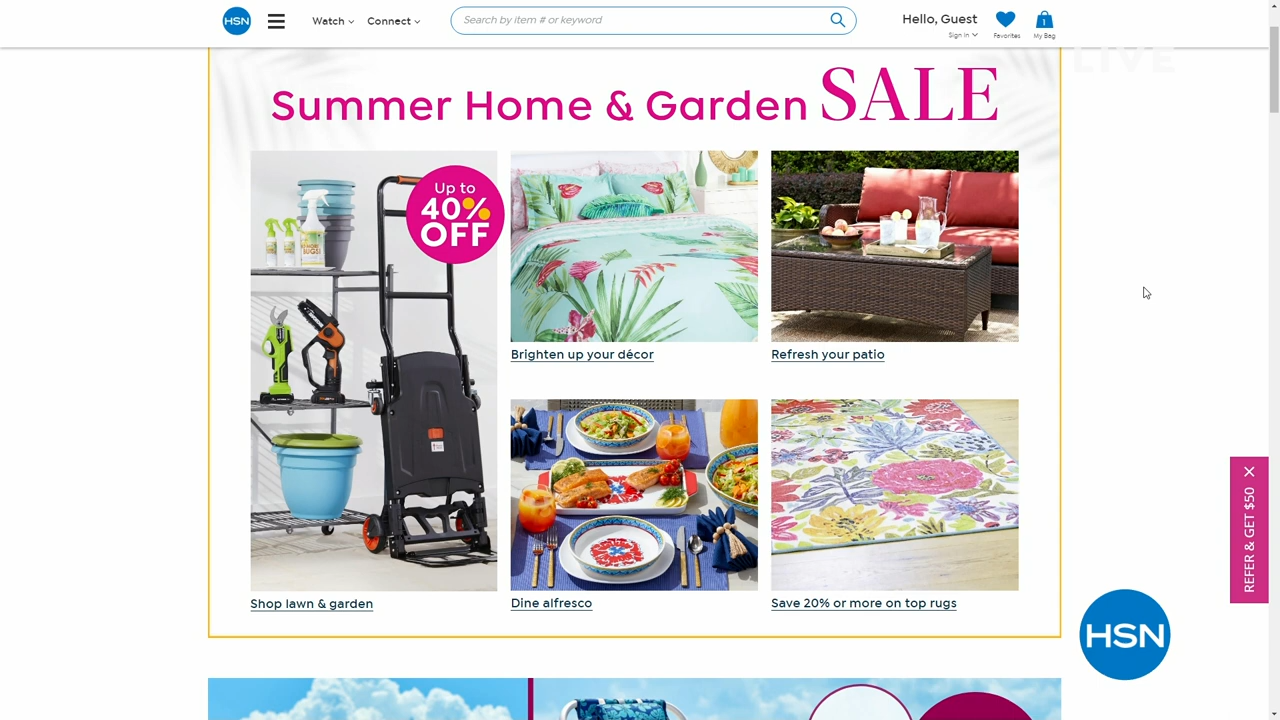 HSN
Watch
Connect
Search by item # or keyword
Hello, Guest
Sign In
Favorites
1
My Bag
LIVE
Summer Home & Garden SALE
Up to
40%
OFF
Brighten up your décor
Refresh your patio
Shop lawn & garden
Dine alfresco
Save 20% or more on top rugs
REFER & GET $50
HSN